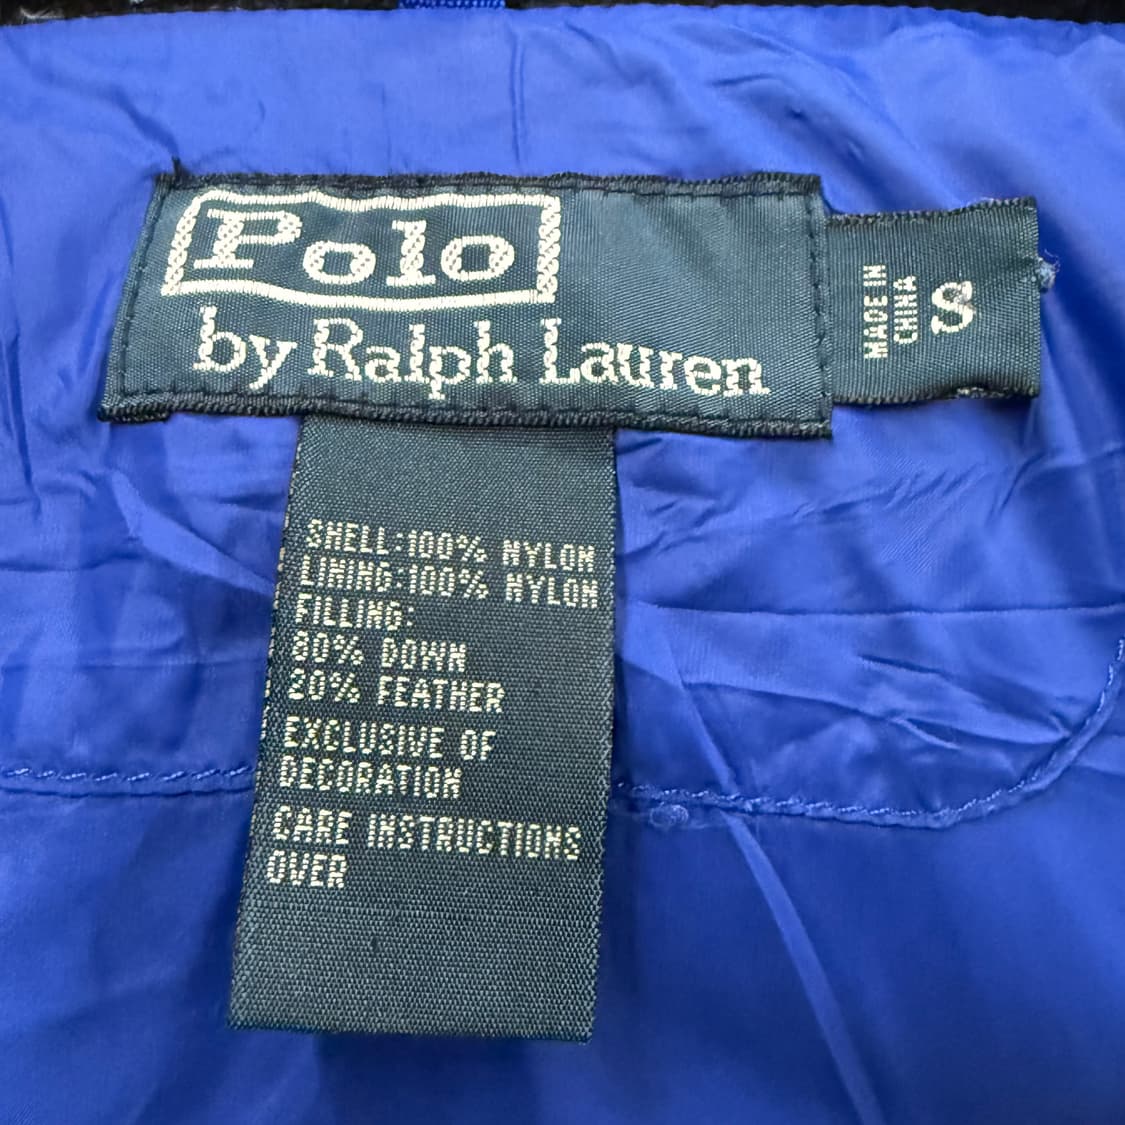 Polo
by Ralph Lauren
MADE IN
CHINA
S
SHELL:100% NYLON
LINING:100% NYLON
FILLING:
80% DOWN
20% FEATHER
EXCLUSIVE OF
DECORATION
CARE INSTRUCTIONS
OVER